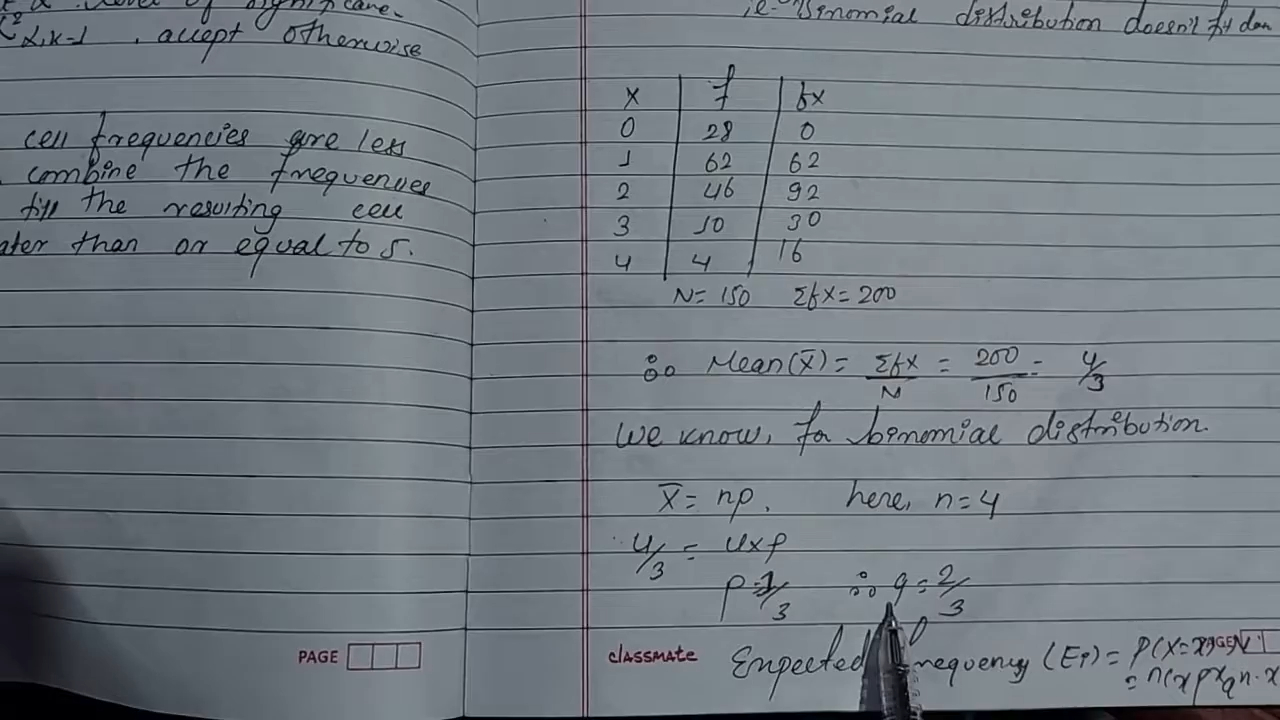 level of significance.
χ²α,k-1 , accept otherwise
cell frequencies are less
combine the frequencies
till the resulting cell
ater than or equal to 5.
PAGE
ie- Binomial distribution doesn't fit
x f fx
0 28 0
1 62 62
2 46 92
3 10 30
4 4 16
N= 150 Σfx= 200
∴ Mean(x̄) = Σfx/N = 200/150 = 4/3
We know, for binomial distribution.
x̄ = np. here, n=4
4/3 = 4×p
p=1/3 ∴ q=2/3
classmate
Expected frequency (Ei) = P(X=x)
= nCx p^x q^n-x